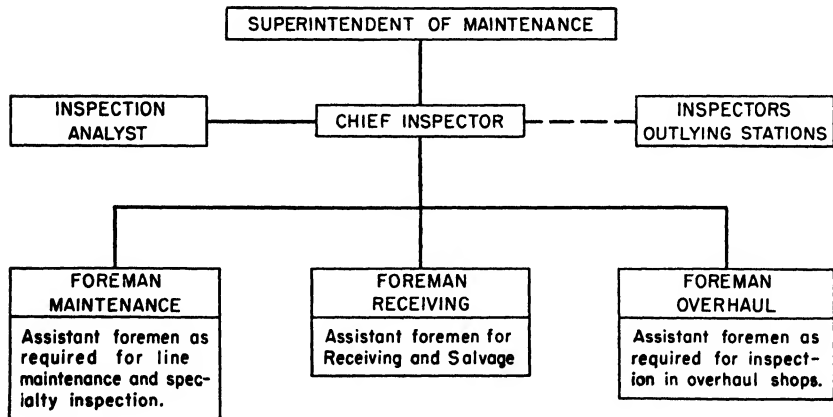 SUPERINTENDENT OF MAINTENANCE
INSPECTION
ANALYST
CHIEF INSPECTOR
INSPECTORS
OUTLYING STATIONS
FOREMAN
MAINTENANCE
Assistant foremen as
required for line
maintenance and spec-
ialty inspection.
FOREMAN
RECEIVING
Assistant foremen for
Receiving and Salvage
FOREMAN
OVERHAUL
Assistant foremen as
required for inspect-
ion in overhaul shops.